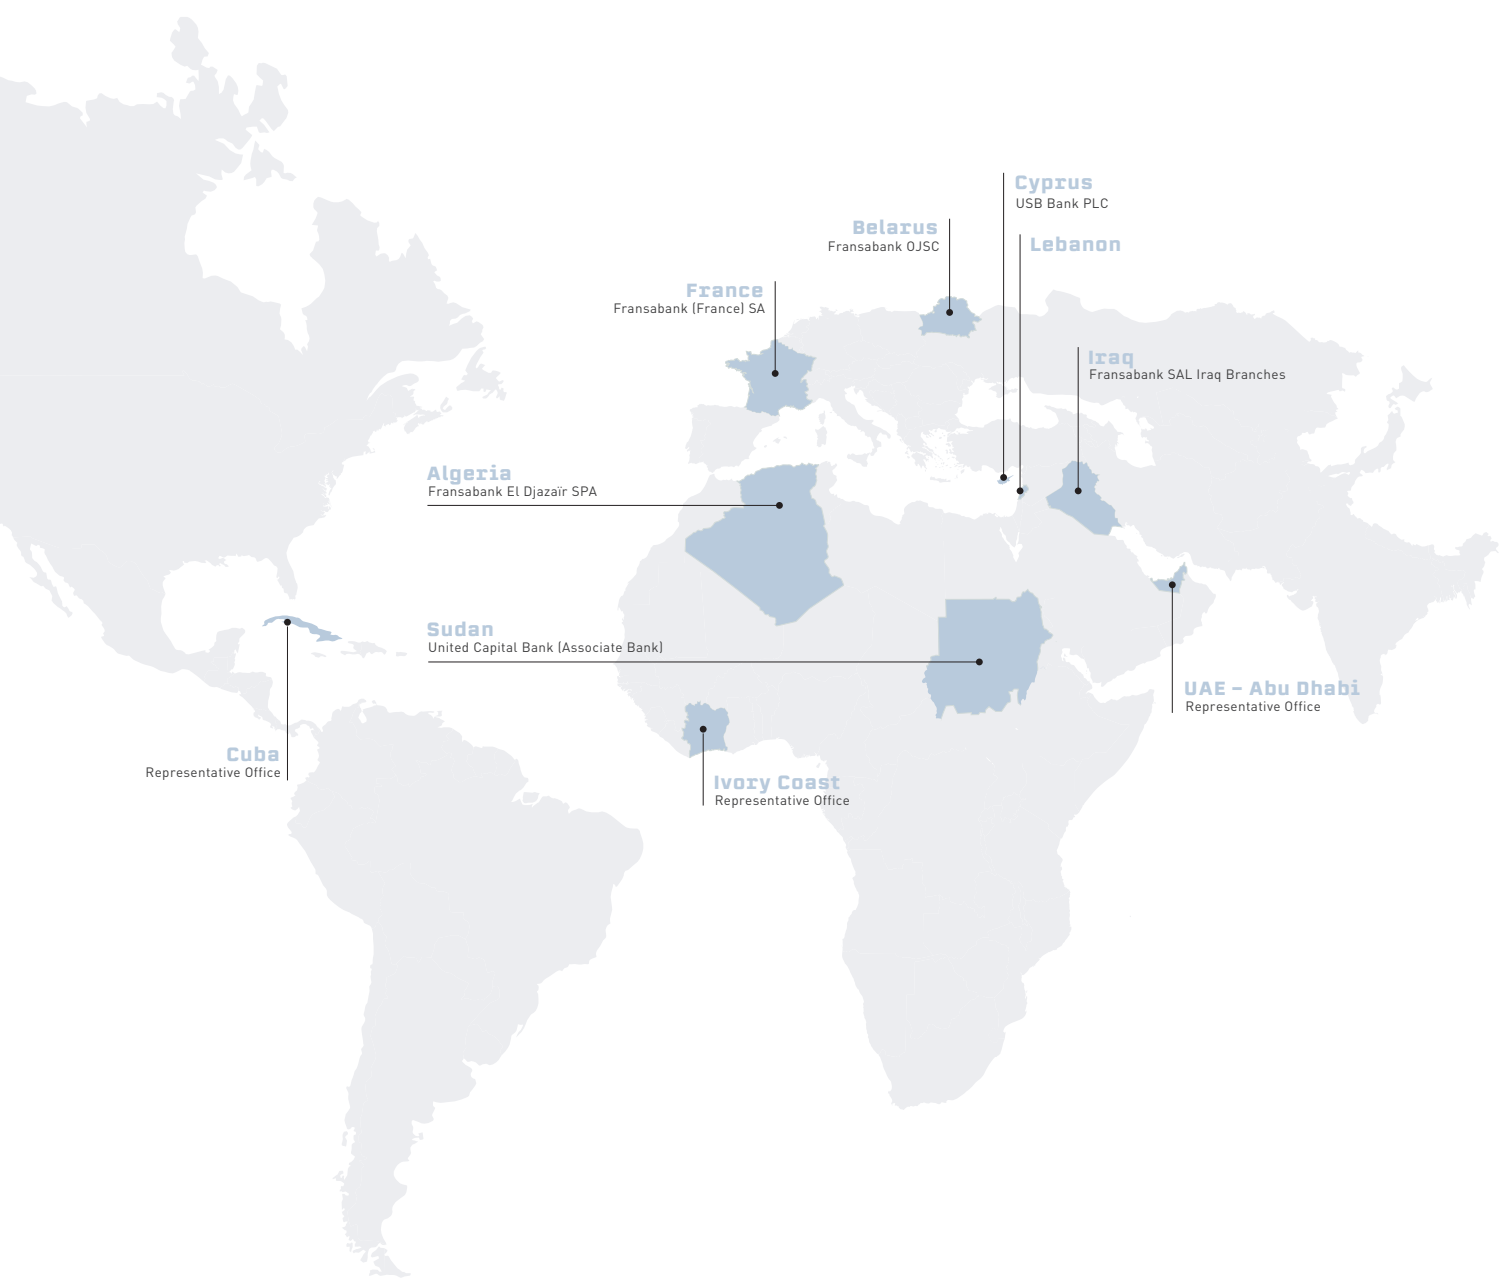 Cyprus
USB Bank PLC
Belarus
Fransabank OJSC
Lebanon
France
Fransabank (France) SA
Iraq
Fransabank SAL Iraq Branches
Algeria
Fransabank El Djazaïr SPA
Sudan
United Capital Bank (Associate Bank)
UAE – Abu Dhabi
Representative Office
Cuba
Representative Office
Ivory Coast
Representative Office